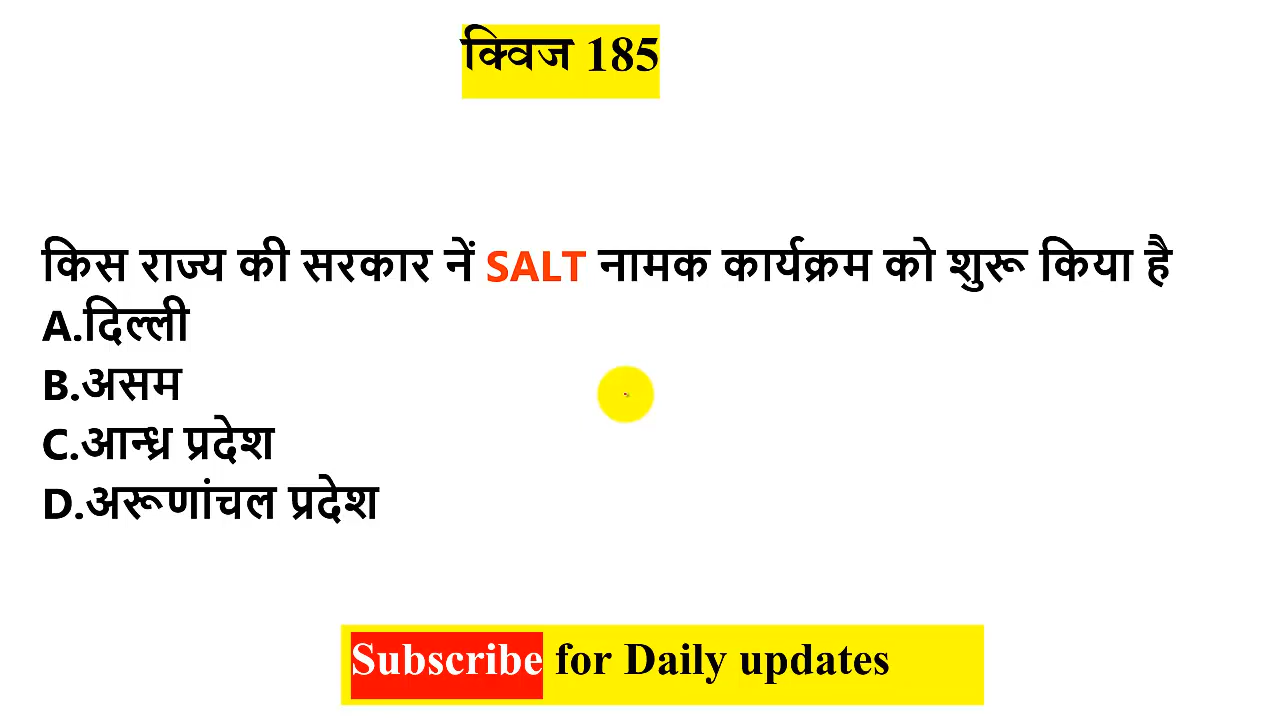 क्विज 185
किस राज्य की सरकार नें SALT नामक कार्यक्रम को शुरू किया है
A.दिल्ली
B.असम
C.आन्ध्र प्रदेश
D.अरूणांचल प्रदेश
Subscribe for Daily updates